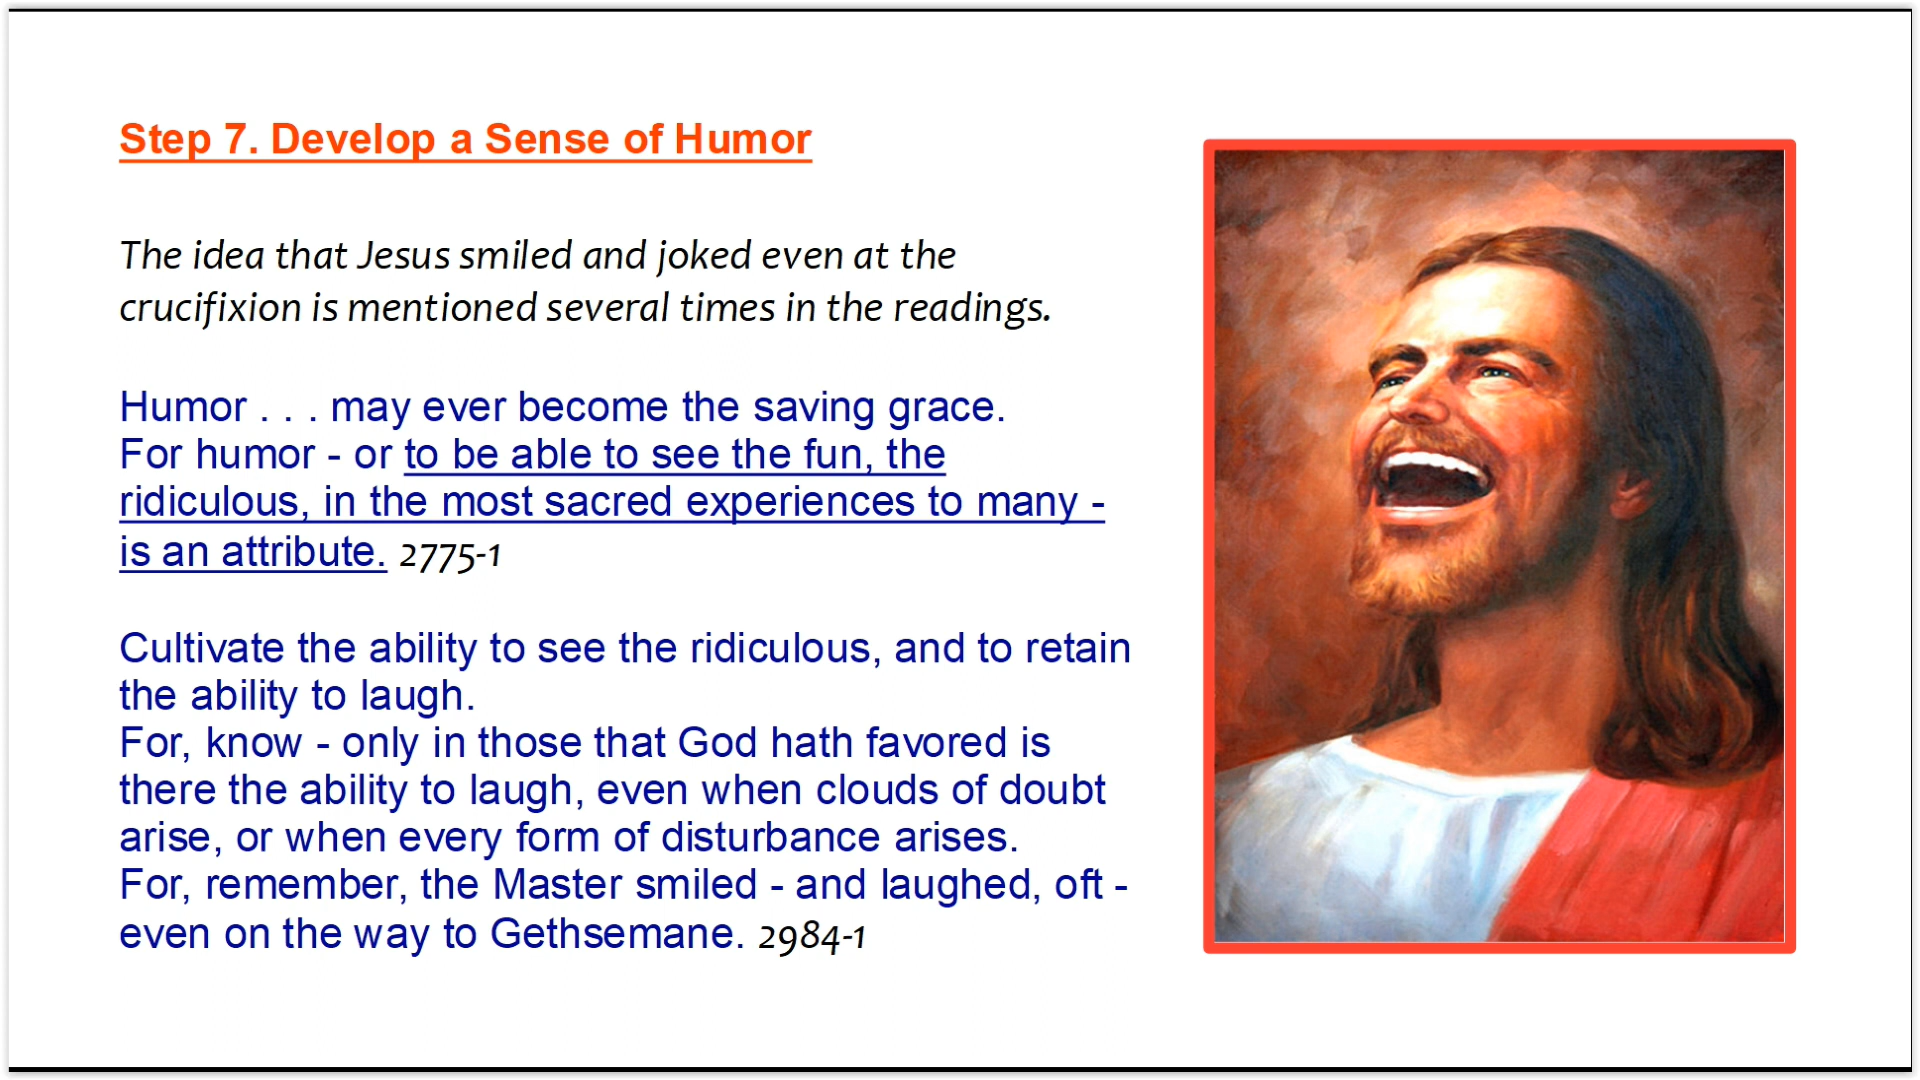 Step 7. Develop a Sense of Humor
The idea that Jesus smiled and joked even at the
crucifixion is mentioned several times in the readings.
Humor . . . may ever become the saving grace.
For humor - or to be able to see the fun, the
ridiculous, in the most sacred experiences to many -
is an attribute. 2775-1
Cultivate the ability to see the ridiculous, and to retain
the ability to laugh.
For, know - only in those that God hath favored is
there the ability to laugh, even when clouds of doubt
arise, or when every form of disturbance arises.
For, remember, the Master smiled - and laughed, oft -
even on the way to Gethsemane. 2984-1